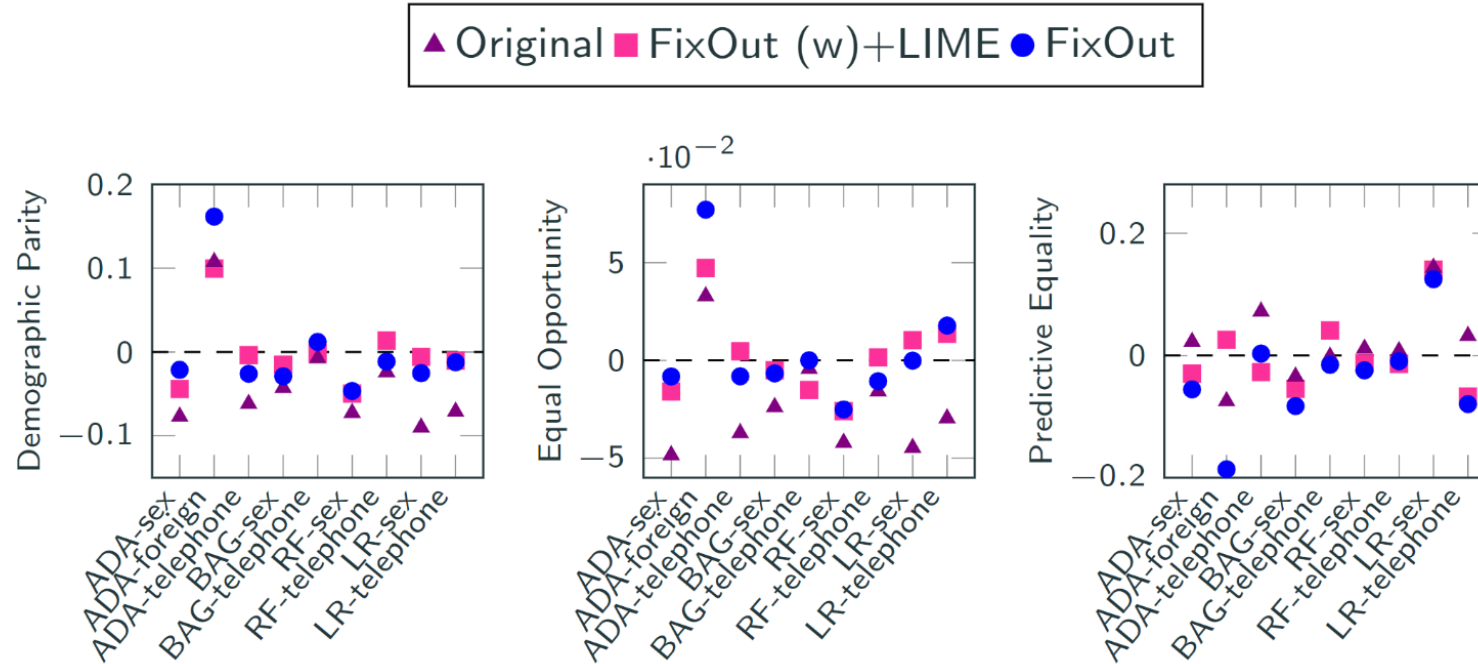 Original FixOut (w)+LIME FixOut
Demographic Parity
0.2
0.1
0
−0.1
ADA-sex
ADA-foreign
ADA-telephone
BAG-sex
BAG-telephone
RF-sex
RF-telephone
LR-sex
LR-telephone
·10⁻²
Equal Opportunity
5
0
−5
ADA-sex
ADA-foreign
ADA-telephone
BAG-sex
BAG-telephone
RF-sex
RF-telephone
LR-sex
LR-telephone
Predictive Equality
0.2
0
−0.2
ADA-sex
ADA-foreign
ADA-telephone
BAG-sex
BAG-telephone
RF-sex
RF-telephone
LR-sex
LR-telephone